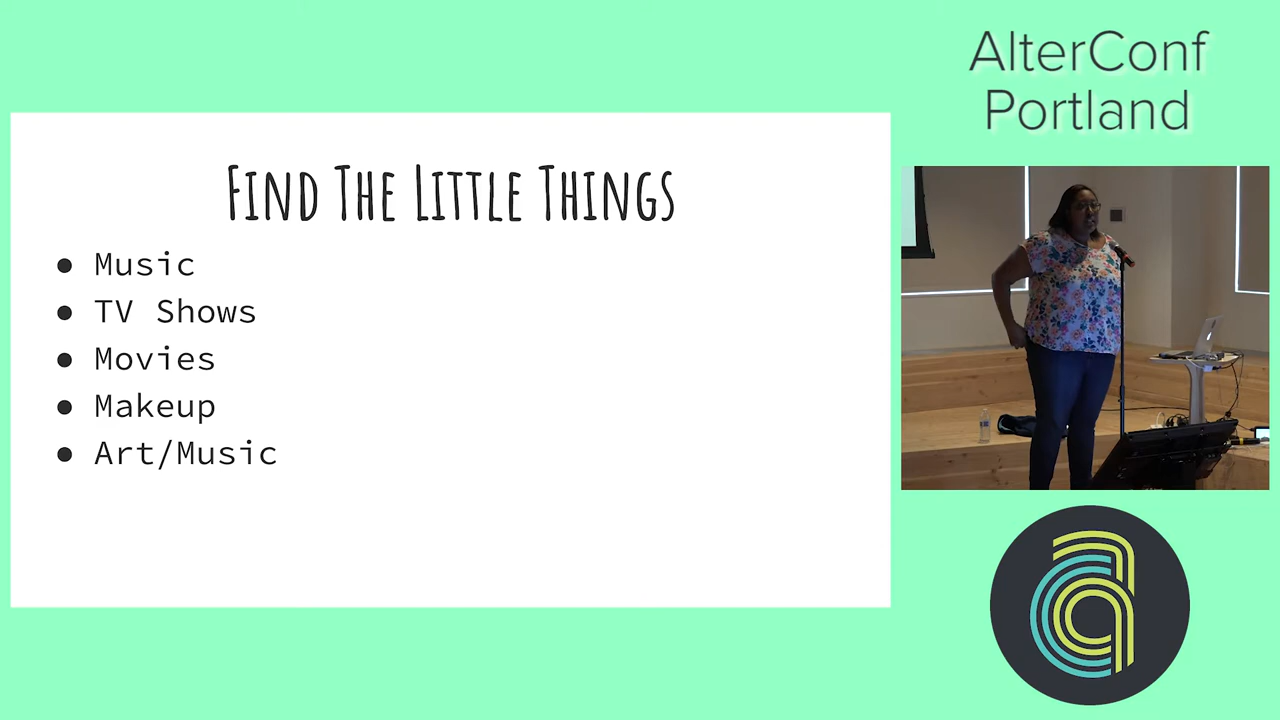 AlterConf
Portland
Find The Little Things
● Music
● TV Shows
● Movies
● Makeup
● Art/Music